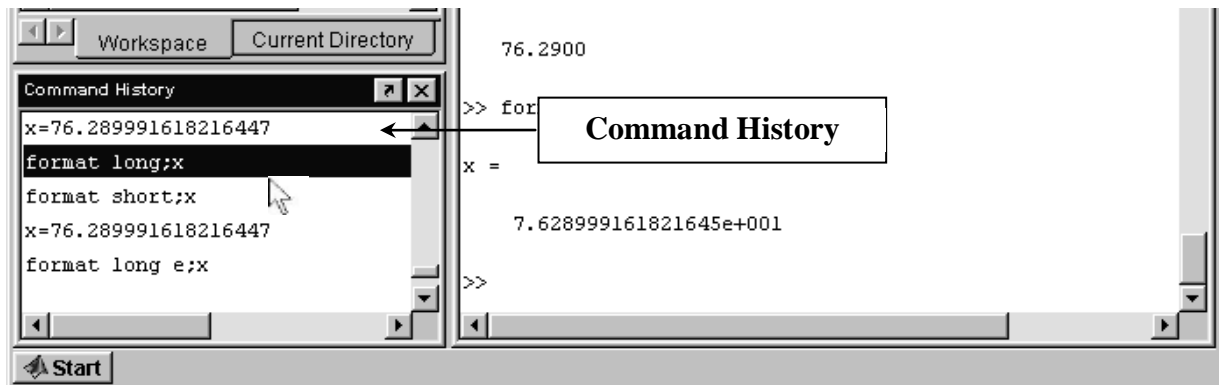 Workspace
Current Directory
Command History
x=76.289991618216447
format long;x
format short;x
x=76.289991618216447
format long e;x
76.2900
>> for
Command History
x =
7.628999161821645e+001
>>
Start